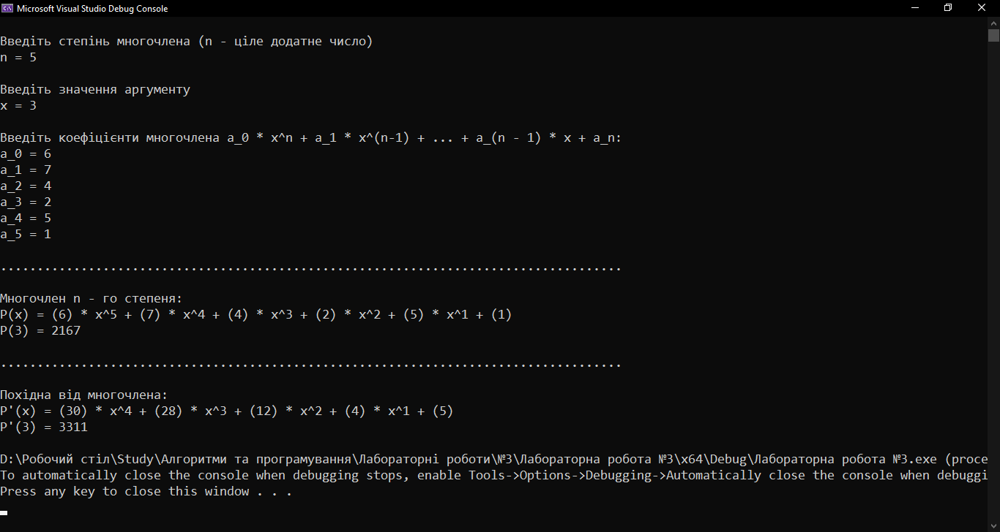 Microsoft Visual Studio Debug Console
Введіть степінь многочлена (n - ціле додатне число)
n = 5
Введіть значення аргументу
x = 3
Введіть коефіцієнти многочлена a_0 * x^n + a_1 * x^(n-1) + ... + a_(n - 1) * x + a_n:
a_0 = 6
a_1 = 7
a_2 = 4
a_3 = 2
a_4 = 5
a_5 = 1
.....................................................................................
Многочлен n - го степеня:
P(x) = (6) * x^5 + (7) * x^4 + (4) * x^3 + (2) * x^2 + (5) * x^1 + (1)
P(3) = 2167
.....................................................................................
Похідна від многочлена:
P'(x) = (30) * x^4 + (28) * x^3 + (12) * x^2 + (4) * x^1 + (5)
P'(3) = 3311
D:\Робочий стіл\Study\Алгоритми та програмування\Лабораторні роботи\№3\Лабораторна робота №3\x64\Debug\Лабораторна робота №3.exe (proce
To automatically close the console when debugging stops, enable Tools->Options->Debugging->Automatically close the console when debuggi
Press any key to close this window . . .